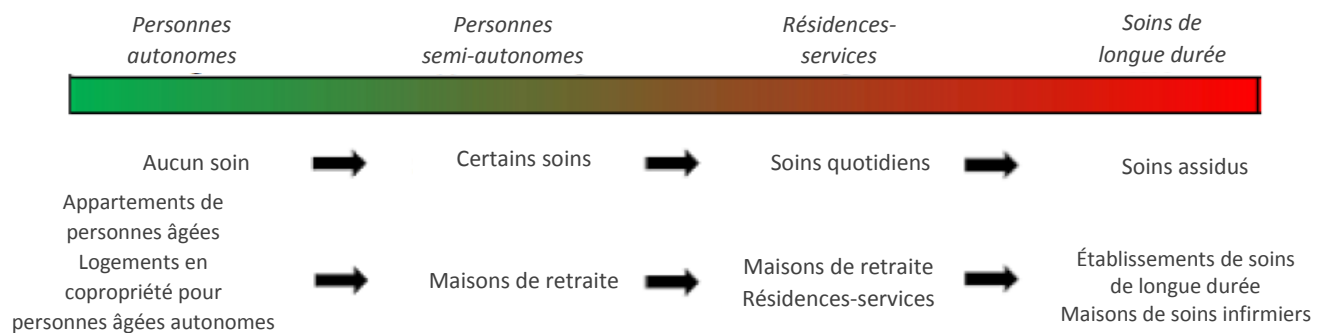 Personnes
autonomes
Personnes
semi-autonomes
Résidences-
services
Soins de
longue durée
Aucun soin
Certains soins
Soins quotidiens
Soins assidus
Appartements de
personnes âgées
Logements en
copropriété pour
personnes âgées autonomes
Maisons de retraite
Maisons de retraite
Résidences-services
Établissements de soins
de longue durée
Maisons de soins infirmiers